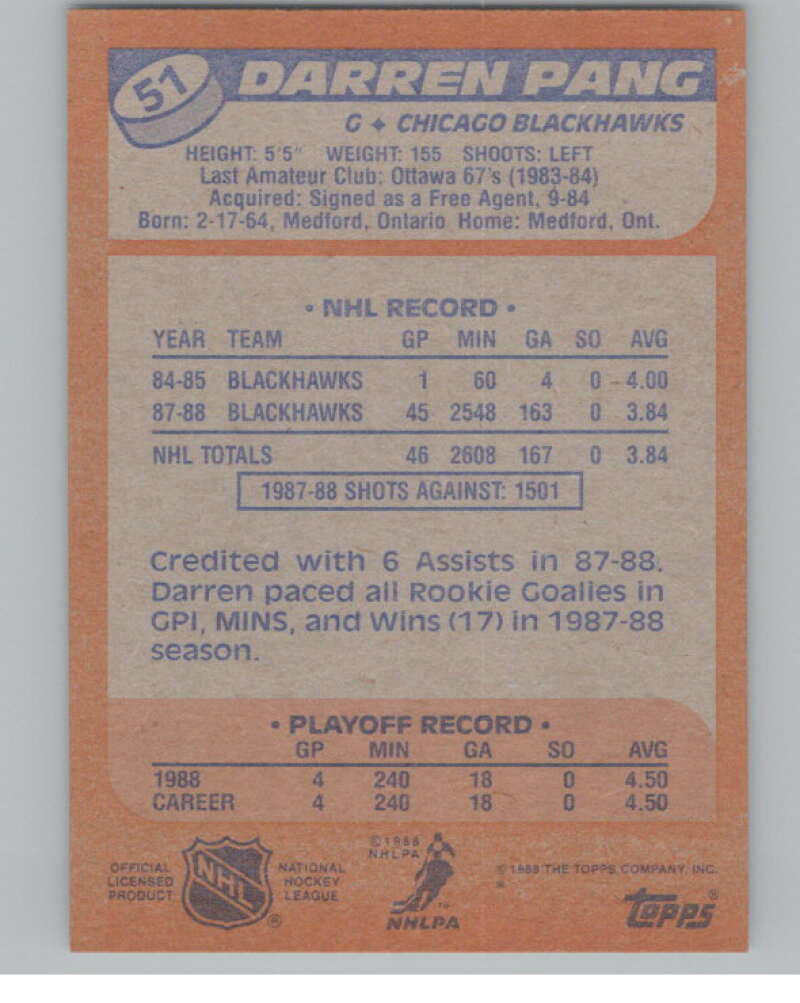 51
DARREN PANG
G ♦ CHICAGO BLACKHAWKS
HEIGHT: 5'5" WEIGHT: 155 SHOOTS: LEFT
Last Amateur Club: Ottawa 67's (1983-84)
Acquired: Signed as a Free Agent, 9-84
Born: 2-17-64, Medford, Ontario Home: Medford, Ont.
• NHL RECORD •
YEAR TEAM GP MIN GA SO AVG
84-85 BLACKHAWKS 1 60 4 0 4.00
87-88 BLACKHAWKS 45 2548 163 0 3.84
NHL TOTALS 46 2608 167 0 3.84
1987-88 SHOTS AGAINST: 1501
Credited with 6 Assists in 87-88.
Darren paced all Rookie Goalies in
GPI, MINS, and Wins (17) in 1987-88
season.
• PLAYOFF RECORD •
GP MIN GA SO AVG
1988 4 240 18 0 4.50
CAREER 4 240 18 0 4.50
OFFICIAL
LICENSED
PRODUCT
NHL
®
NATIONAL
HOCKEY
LEAGUE
©1988
NHLPA
TM
NHLPA
©1988 THE TOPPS COMPANY, INC.
*
TOPPS®